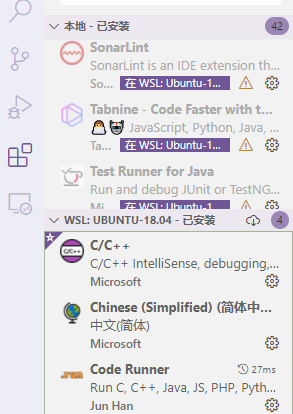 本地 - 已安装 42
SonarLint
SonarLint is an IDE extension th...
So... 在 WSL: Ubuntu-1...
Tabnine - Code Faster with t...
JavaScript, Python, Java, ...
Ta... 在 WSL: Ubuntu-1...
Test Runner for Java
Run and debug JUnit or TestNG...
Mi... 在 WSL: Ubuntu-1...
WSL: UBUNTU-18.04 - 已安装 4
C/C++
C/C++
C/C++ IntelliSense, debugging,...
Microsoft
Chinese (Simplified) (简体中...
中文(简体)
Microsoft
Code Runner 27ms
Run C, C++, Java, JS, PHP, Pyth...
Jun Han